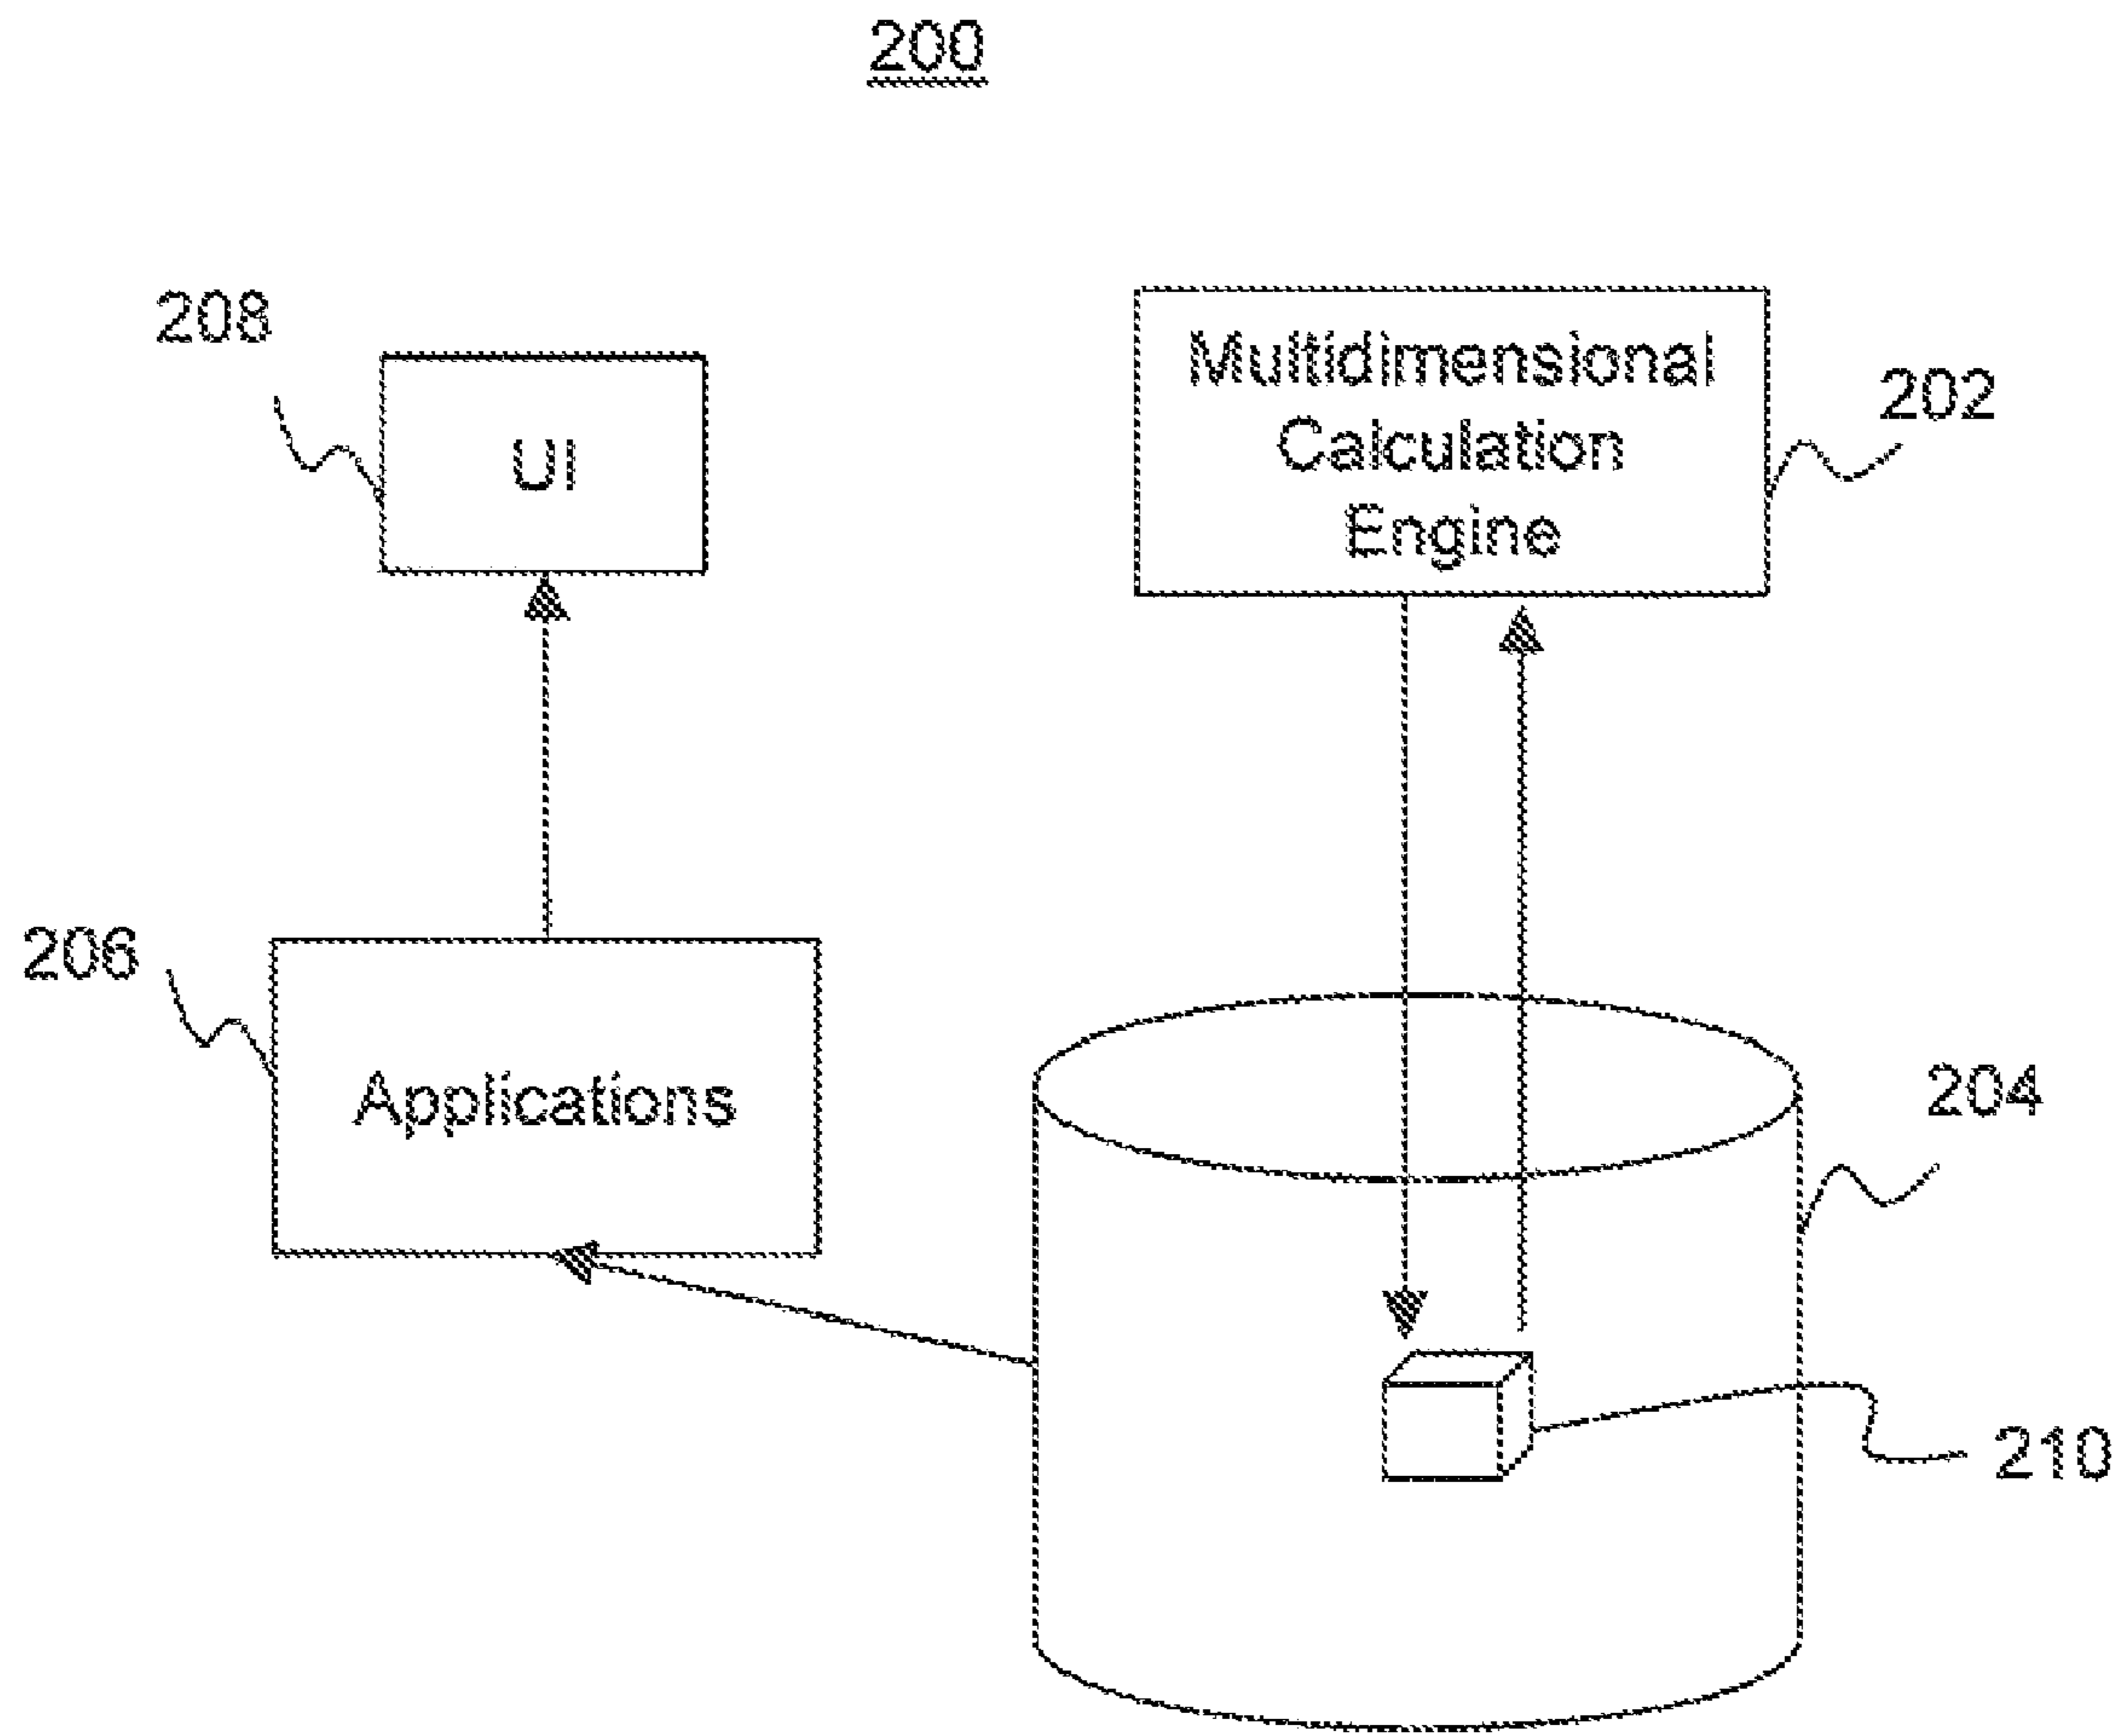 200
208
UI
Multidimensional
Calculation
Engine
202
206
Applications
204
210